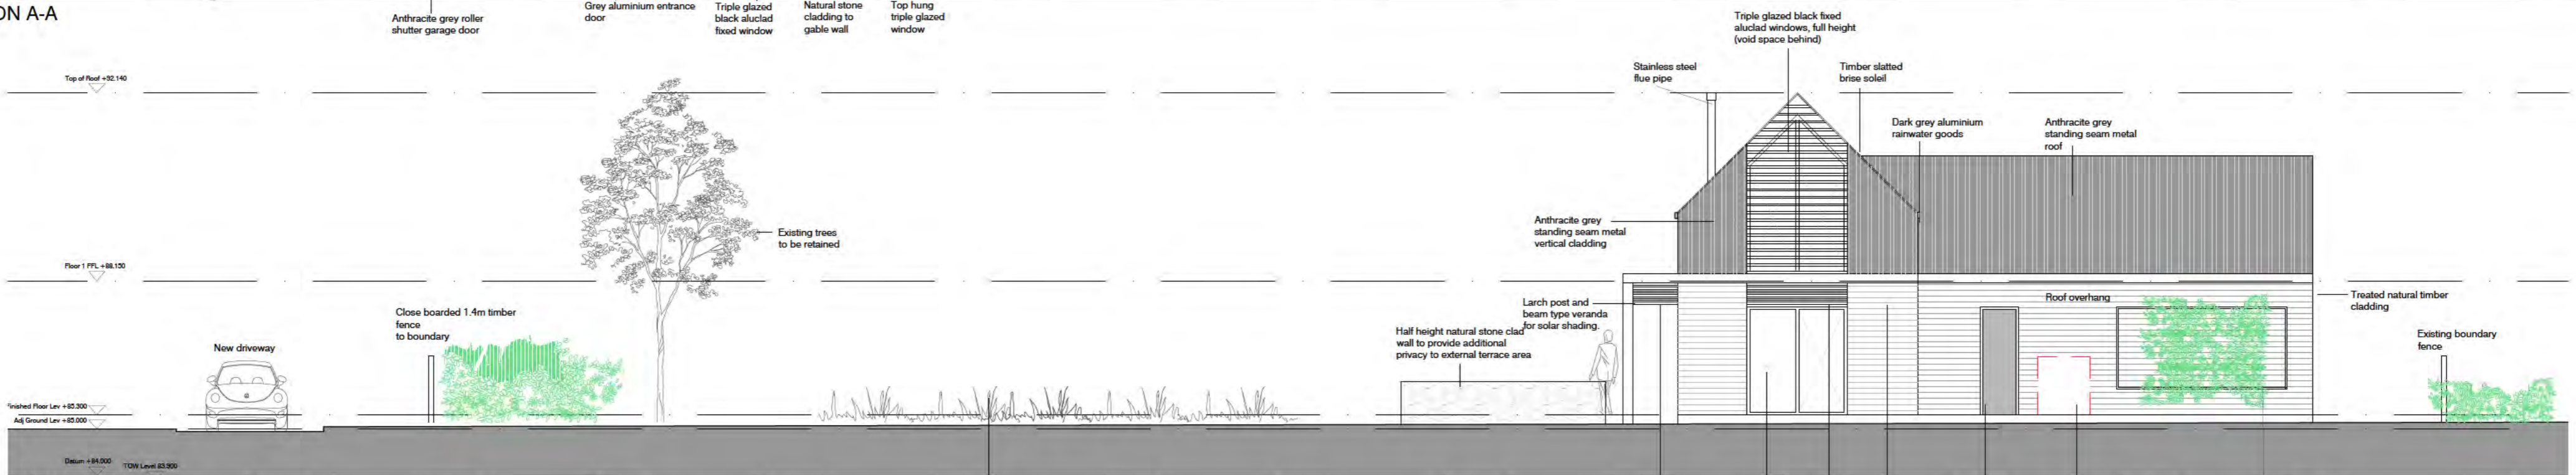 ON A-A
Anthracite grey roller
shutter garage door
Grey aluminium entrance
door
Triple glazed
black aluclad
fixed window
Natural stone
cladding to
gable wall
Top hung
triple glazed
window
Triple glazed black fixed
aluclad windows, full height
(void space behind)
Stainless steel
flue pipe
Timber slatted
brise soleil
Top of Roof +92.140
Dark grey aluminium
rainwater goods
Anthracite grey
standing seam metal
roof
Existing trees
to be retained
Anthracite grey
standing seam metal
vertical cladding
Floor 1 FFL +88.150
Close boarded 1.4m timber
fence
to boundary
Larch post and
beam type veranda
for solar shading.
Roof overhang
Treated natural timber
cladding
New driveway
Half height natural stone clad
wall to provide additional
privacy to external terrace area
Existing boundary
fence
Finished Floor Lev +85.300
Adj Ground Lev +85.000
Datum +84.000
TGW Level 83.900